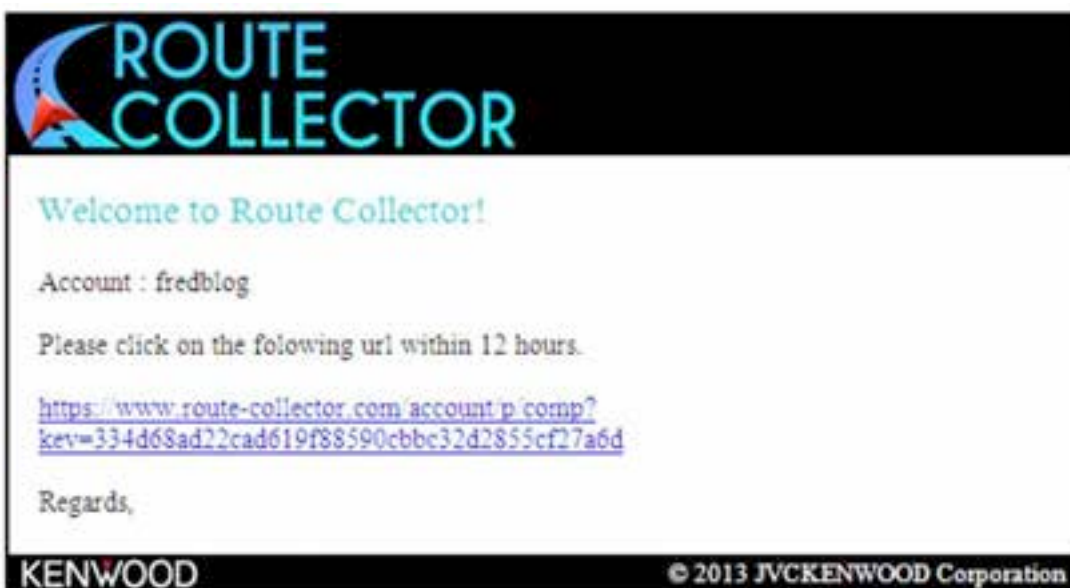 ROUTE
COLLECTOR
Welcome to Route Collector!
Account : fredblog
Please click on the folowing url within 12 hours.
https://www.route-collector.com/account/p/comp?
key=334d68ad22cad619f88590cbbc32d2855cf27a6d
Regards,
KENWOOD
© 2013 JVCKENWOOD Corporation